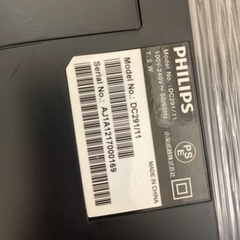 PHILIPS
Model No.: DC291/11
100V-240V~ 50/60Hz
7.5 W
PS
E
MADE IN CHINA
Model No.: DC291/11
Serial No.: AJ1A1217000169